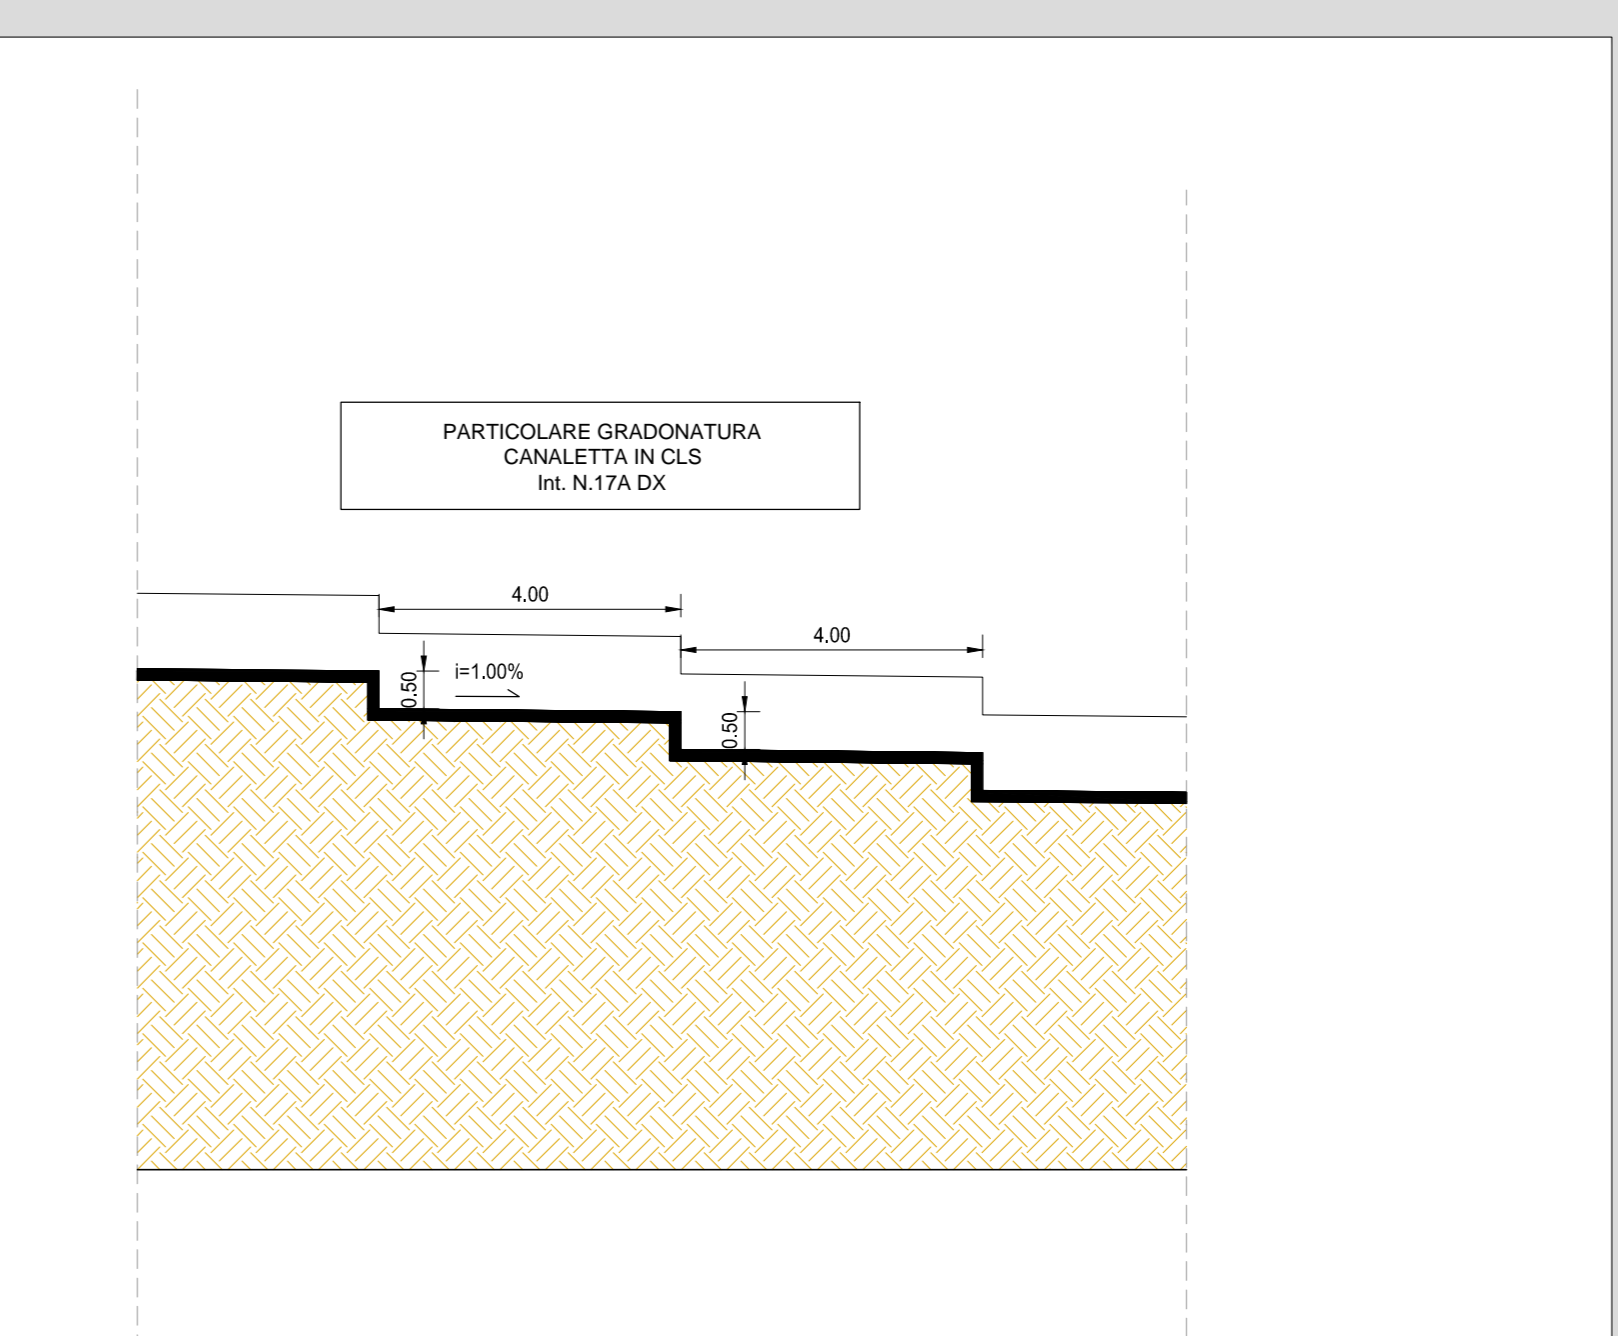 PARTICOLARE GRADONATURA
CANALETTA IN CLS
Int. N.17A DX
4.00
4.00
0.50
i=1.00%
0.50